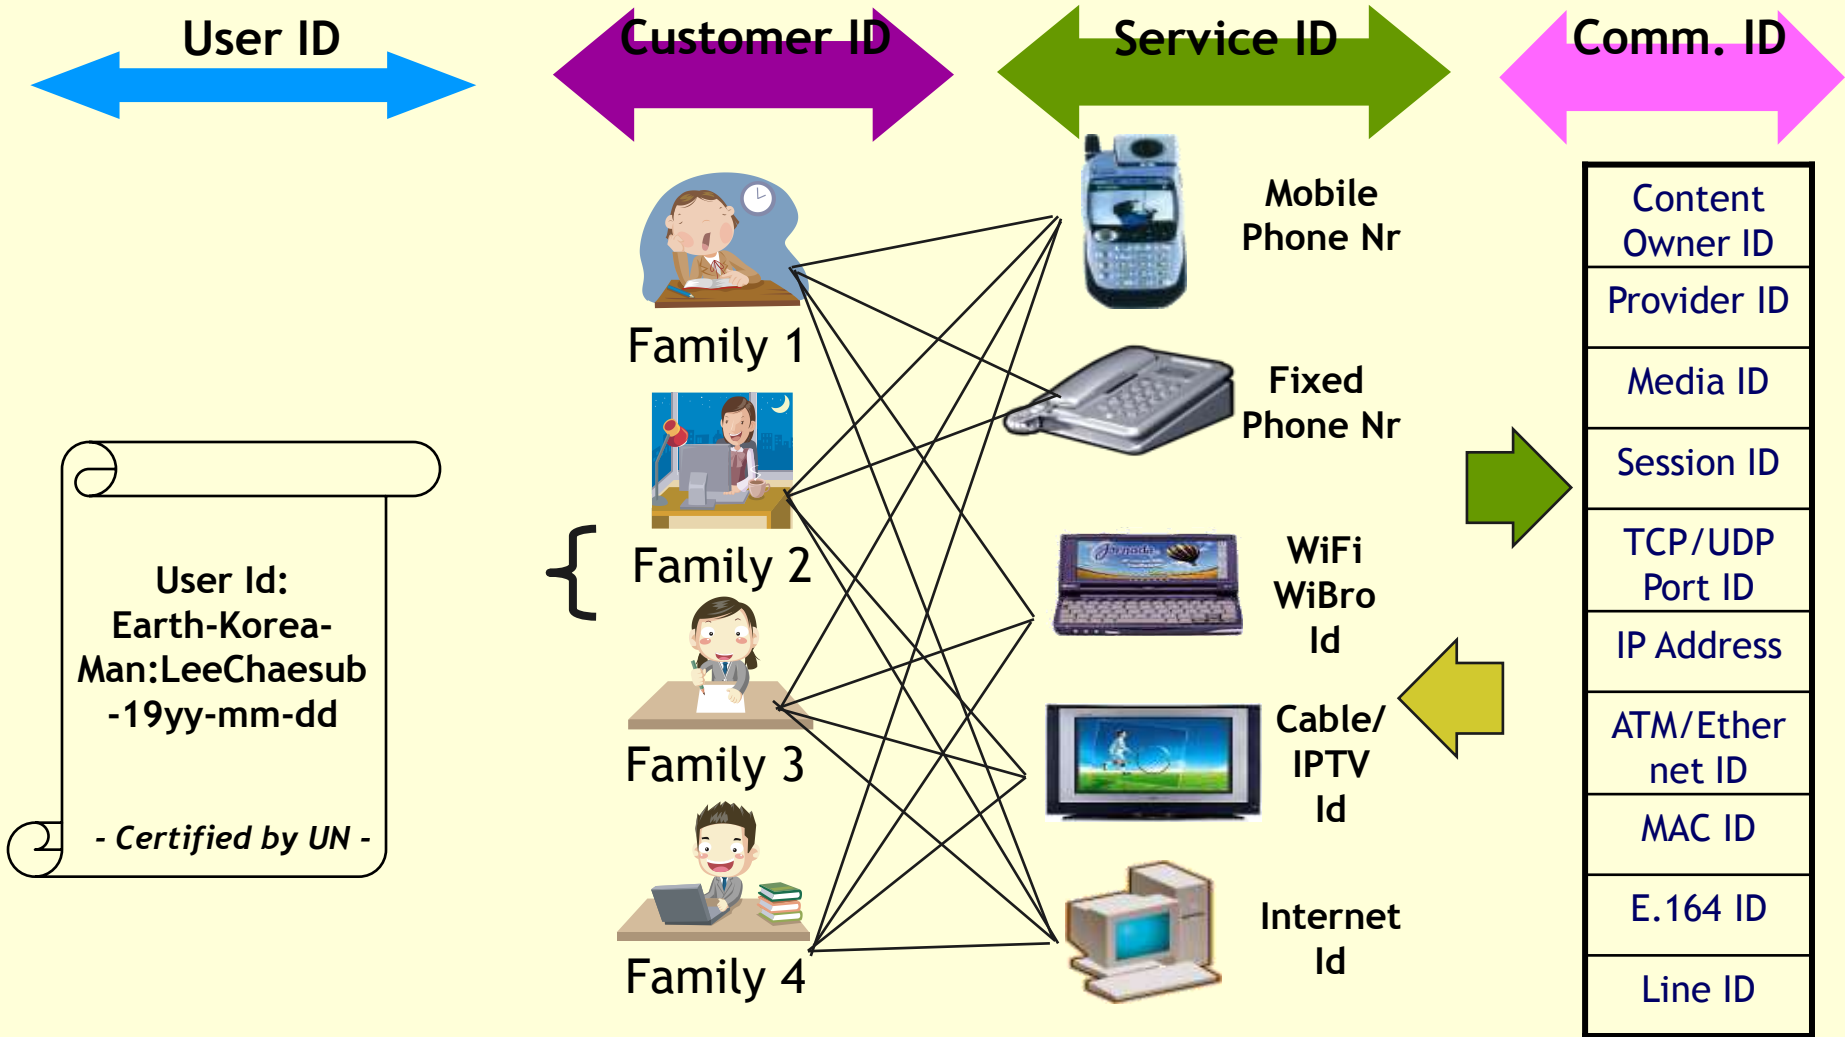 User ID
Customer ID
Service ID
Comm. ID
User Id:
Earth-Korea-
Man:LeeChaesub
-19yy-mm-dd
- Certified by UN -
Family 1
Family 2
Family 3
Family 4
Mobile
Phone Nr
Fixed
Phone Nr
Jornada
WiFi
WiBro
Id
Cable/
IPTV
Id
Internet
Id
Content
Owner ID
Provider ID
Media ID
Session ID
TCP/UDP
Port ID
IP Address
ATM/Ether
net ID
MAC ID
E.164 ID
Line ID